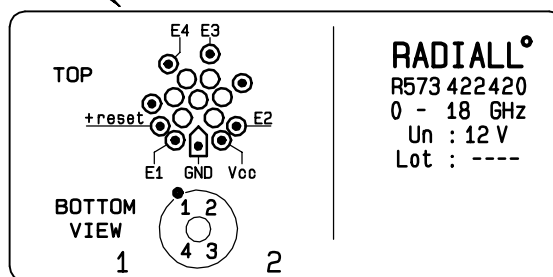 E4 E3
TOP
+reset
E2
E1 GND Vcc
BOTTOM
VIEW
1 2
4 3
1 2
RADIALL°
R573 422420
0 - 18 GHz
Un : 12 V
Lot : ----